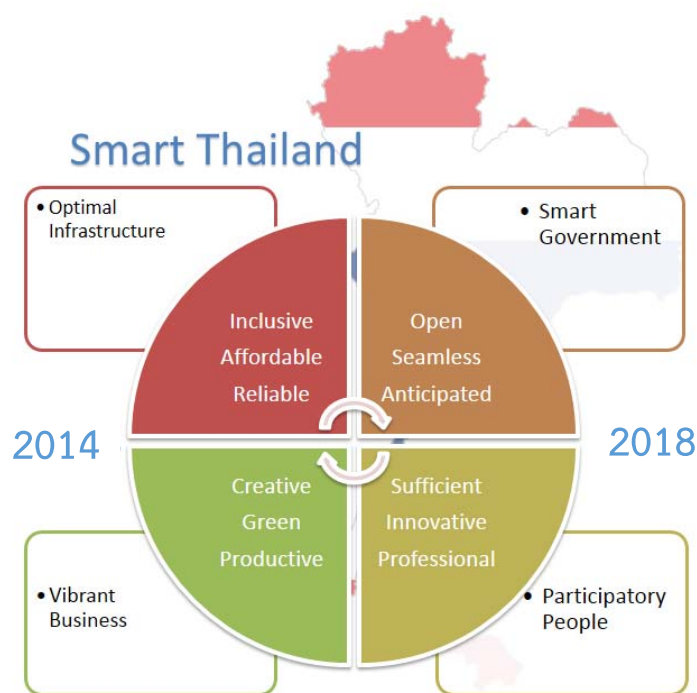 Smart Thailand
• Optimal
Infrastructure
• Smart
Government
Inclusive
Affordable
Reliable
Open
Seamless
Anticipated
2014
2018
Creative
Green
Productive
Sufficient
Innovative
Professional
• Vibrant
Business
• Participatory
People